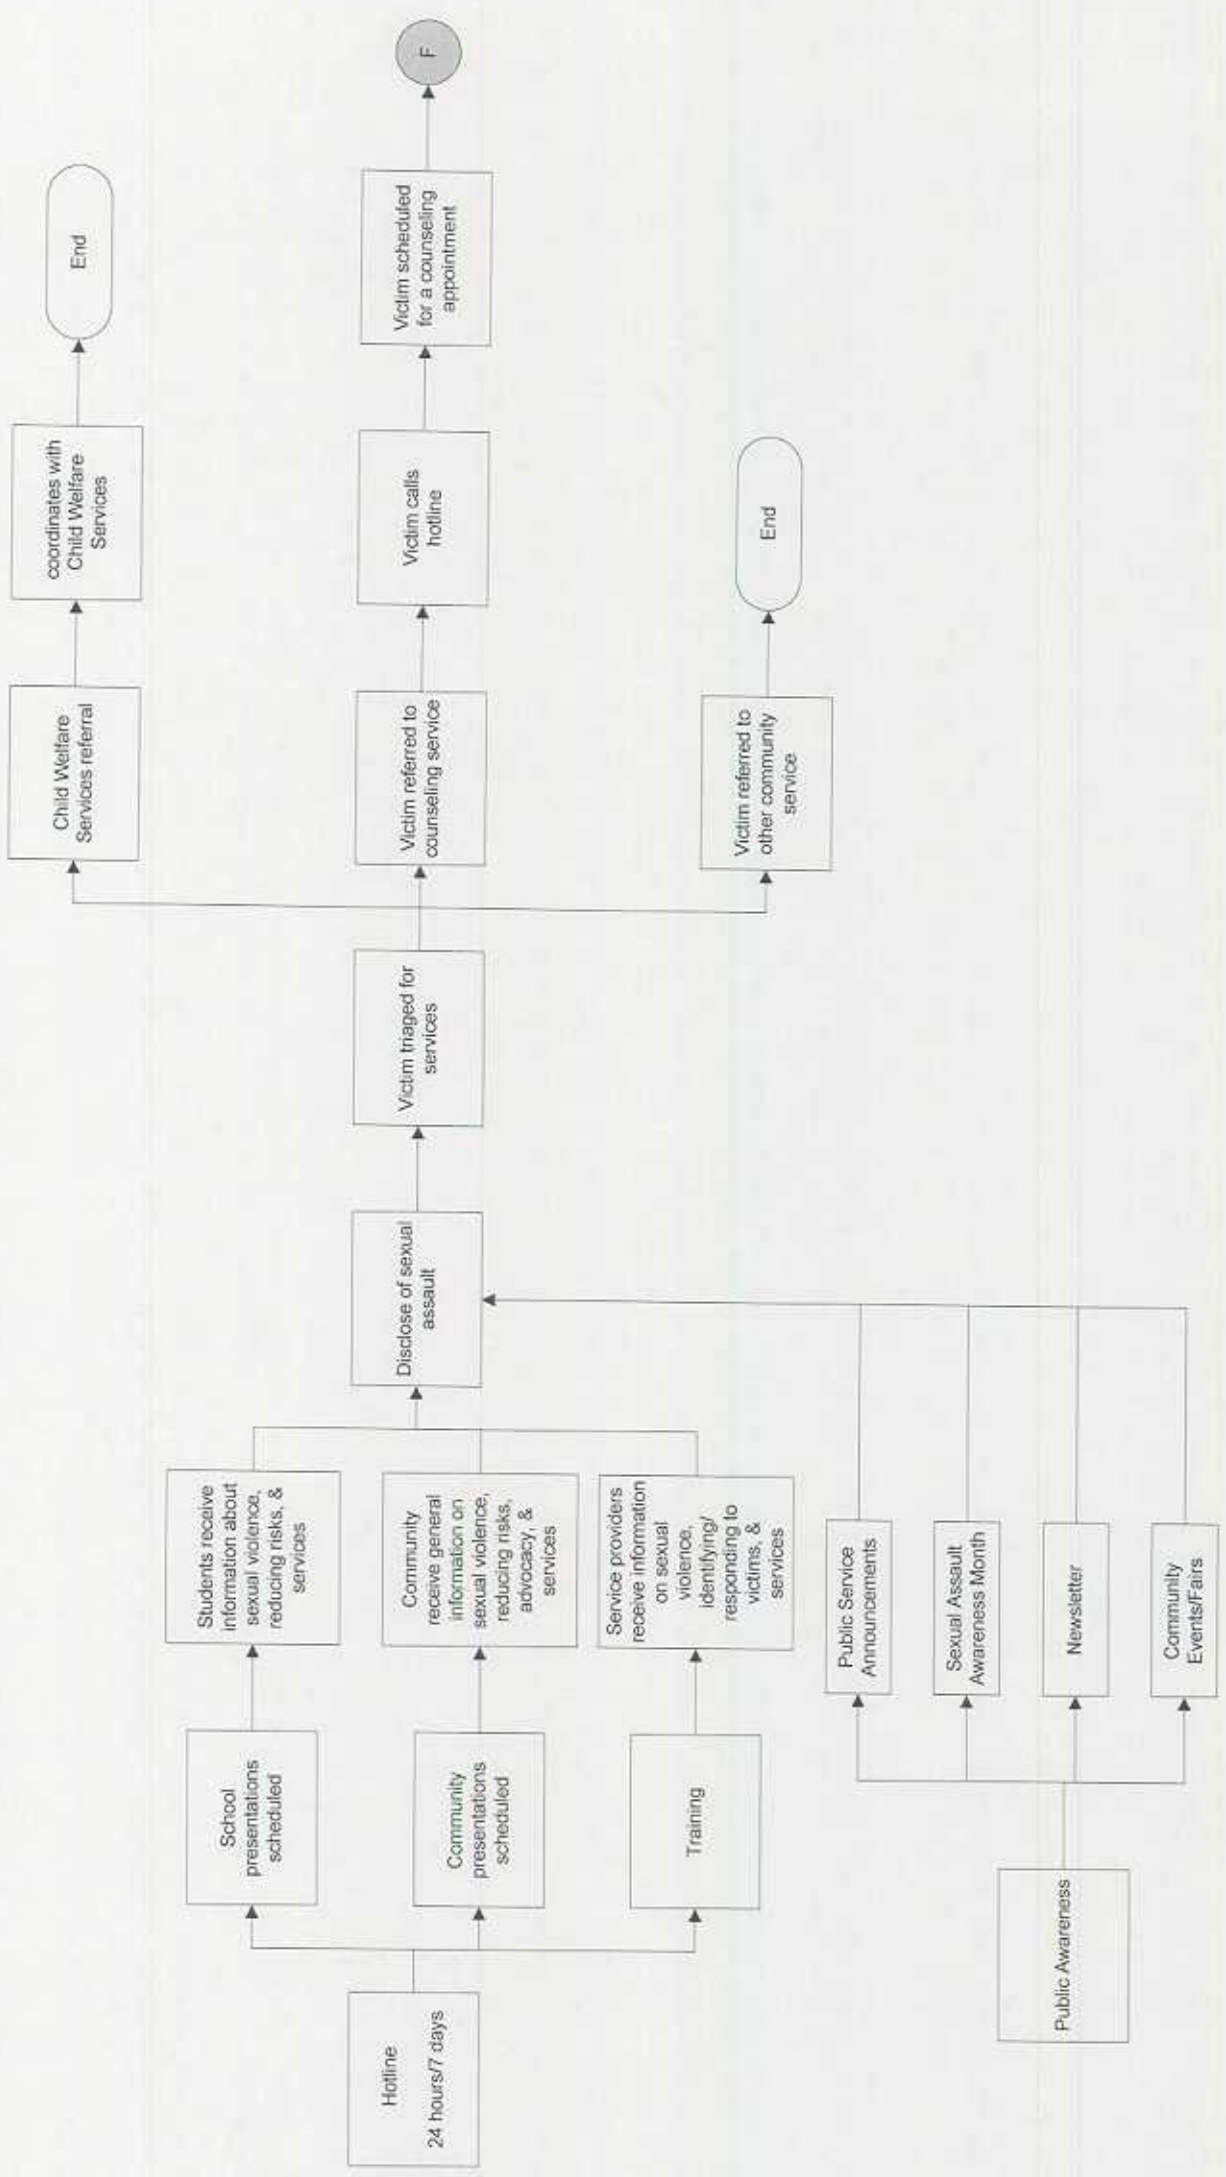 Hotline
24 hours/7 days
School
presentations
scheduled
Community
presentations
scheduled
Training
Students receive
information about
sexual violence,
reducing risks, &
services
Community
receive general
information on
sexual violence,
reducing risks,
advocacy, &
services
Service providers
receive information
on sexual
violence,
identifying/
responding to
victims, &
services
Public Awareness
Public Service
Announcements
Sexual Assault
Awareness Month
Newsletter
Community
Events/Fairs
Disclose of sexual
assault
Victim triaged for
services
Child Welfare
Services referral
coordinates with
Child Welfare
Services
End
Victim referred to
counseling service
Victim calls
hotline
Victim scheduled
for a counseling
appointment
F
Victim referred to
other community
service
End